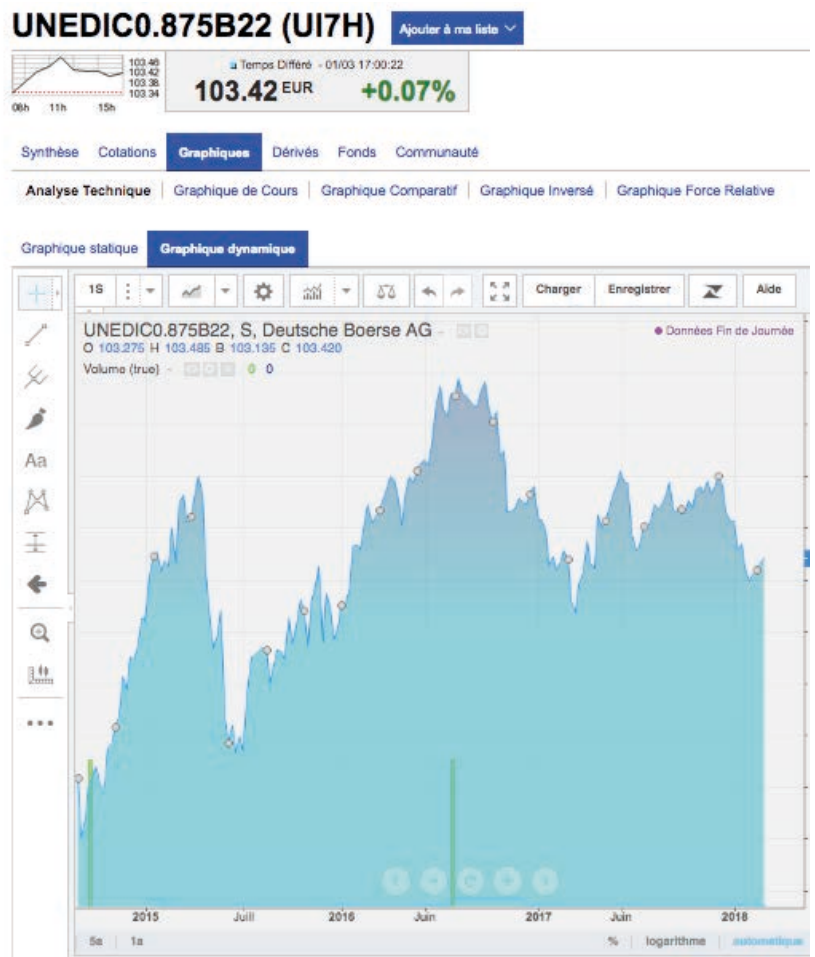 UNEDIC0.875B22 (UI7H) Ajouter à ma liste
103.46
103.42
103.38
103.34
08h 11h 15h
Temps Différé - 01/03 17:00:22
103.42 EUR +0.07%
Synthèse Cotations Graphiques Dérivés Fonds Communauté
Analyse Technique Graphique de Cours Graphique Comparatif Graphique Inversé Graphique Force Relative
Graphique statique Graphique dynamique
1S Charger Enregistrer Aide
UNEDIC0.875B22, S, Deutsche Boerse AG -
Données Fin de Journée
O 103.275 H 103.485 B 103.135 C 103.420
Volume (true) - 0 0
Aa
2015 Juill 2016 Juin 2017 Juin 2018
5a 1a % logarithme automatique